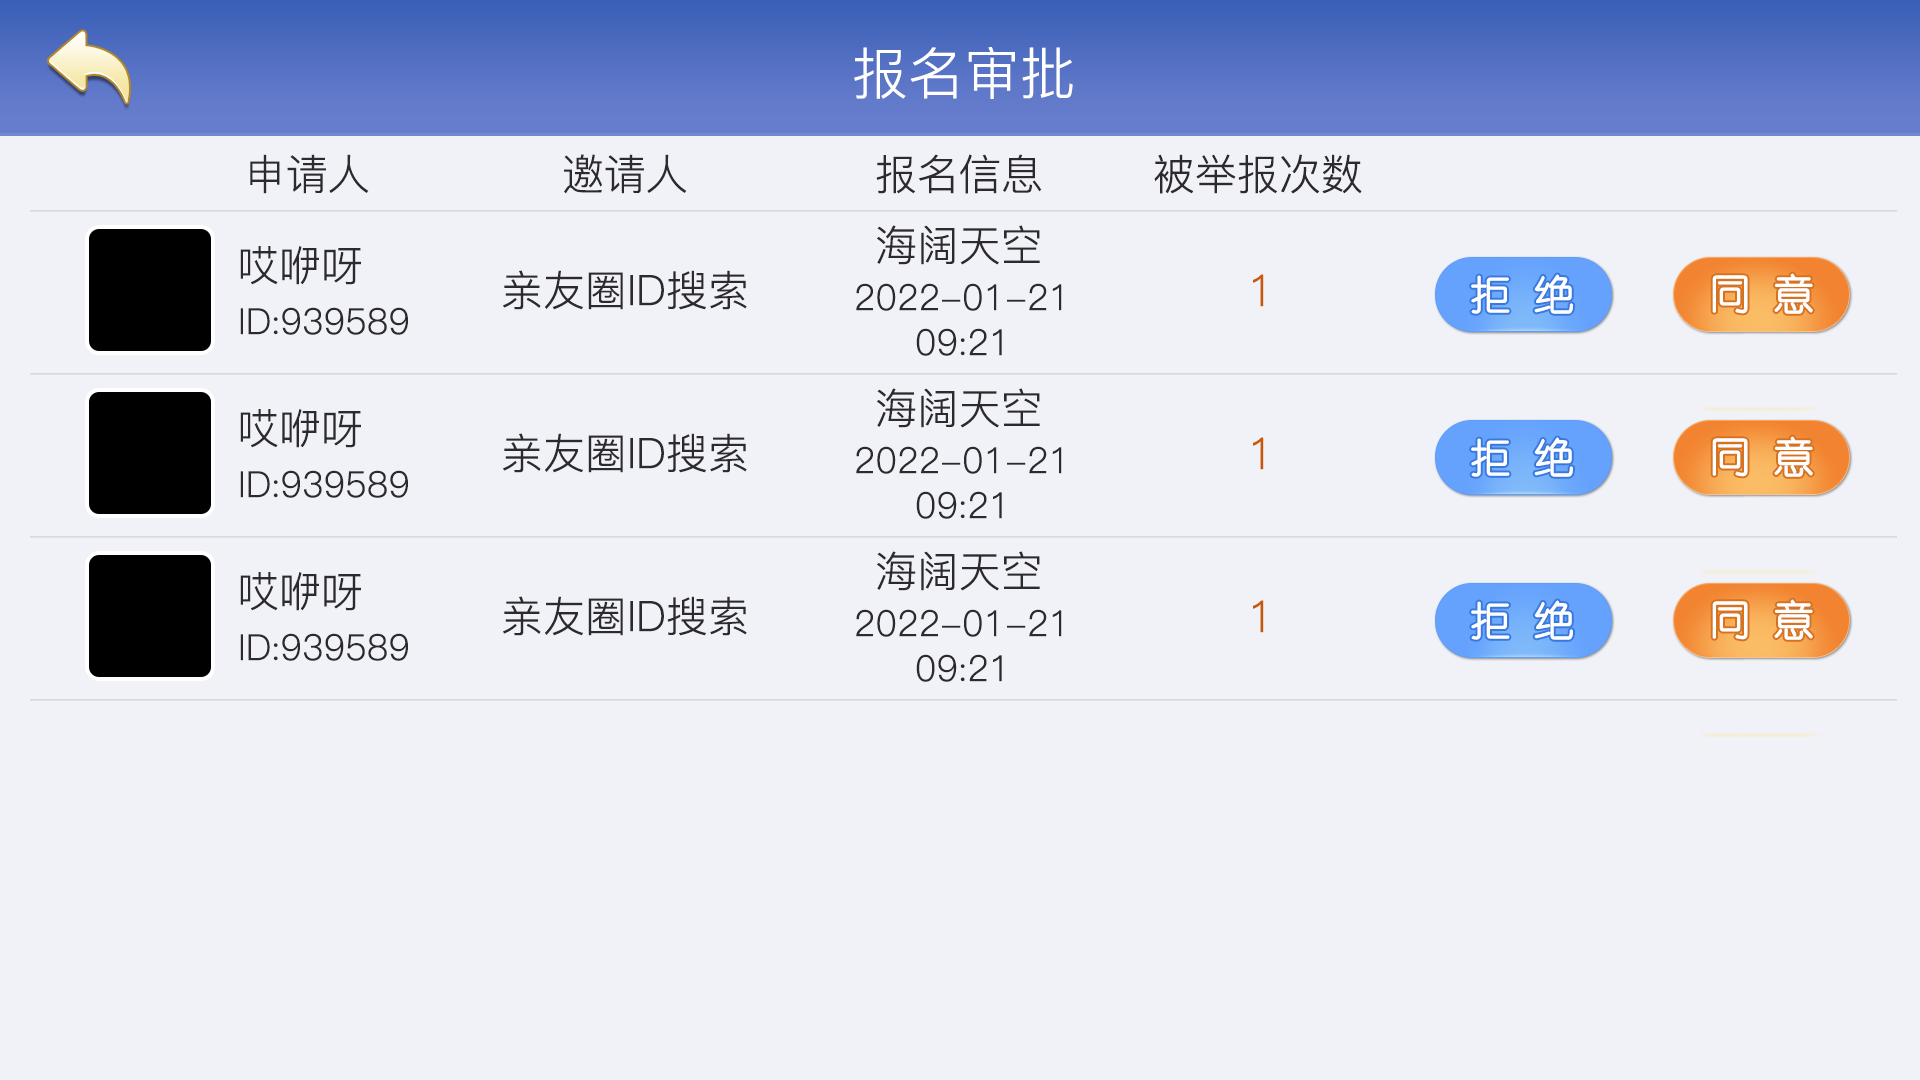 报名审批
申请人 邀请人 报名信息 被举报次数
哎咿呀
ID:939589
亲友圈ID搜索
海阔天空
2022-01-21
09:21
1
拒绝
同意
哎咿呀
ID:939589
亲友圈ID搜索
海阔天空
2022-01-21
09:21
1
拒绝
同意
哎咿呀
ID:939589
亲友圈ID搜索
海阔天空
2022-01-21
09:21
1
拒绝
同意